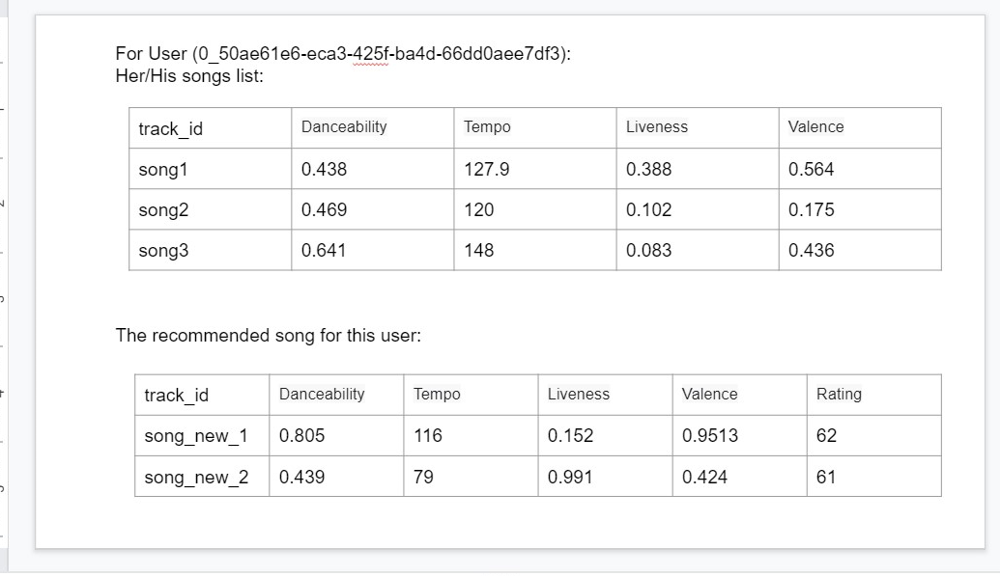 For User (0_50ae61e6-eca3-425f-ba4d-66dd0aee7df3):
Her/His songs list:
track_id Danceability Tempo Liveness Valence
song1 0.438 127.9 0.388 0.564
song2 0.469 120 0.102 0.175
song3 0.641 148 0.083 0.436
The recommended song for this user:
track_id Danceability Tempo Liveness Valence Rating
song_new_1 0.805 116 0.152 0.9513 62
song_new_2 0.439 79 0.991 0.424 61